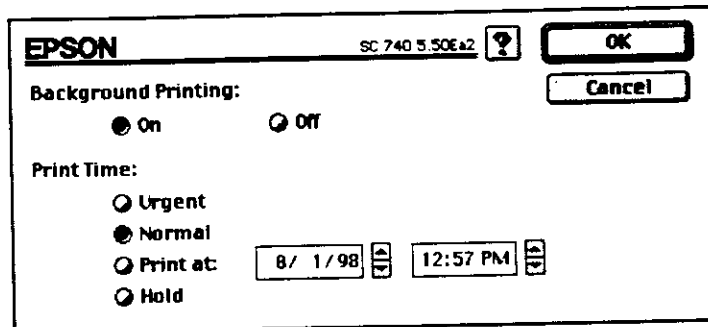 EPSON SC 740 5.50Ea2 ? OK
Cancel
Background Printing:
On Off
Print Time:
Urgent
Normal
Print at: 8/ 1/98 12:57 PM
Hold